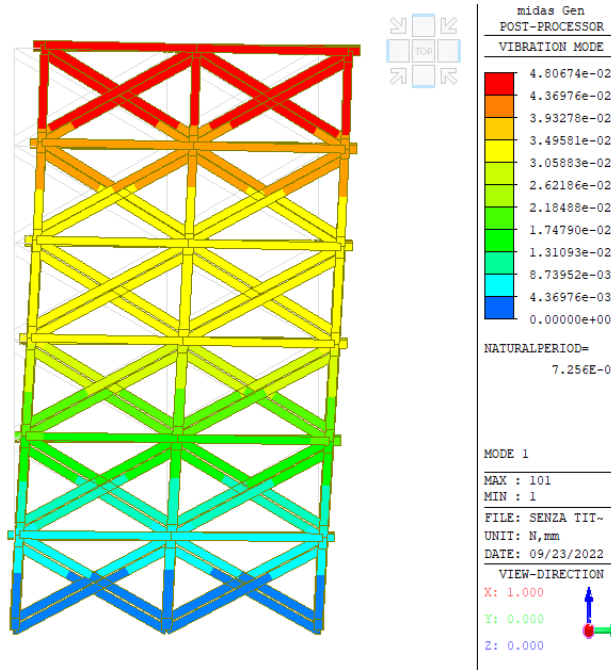 TOP
midas Gen
POST-PROCESSOR
VIBRATION MODE
4.80674e-02
4.36976e-02
3.93278e-02
3.49581e-02
3.05883e-02
2.62186e-02
2.18488e-02
1.74790e-02
1.31093e-02
8.73952e-03
4.36976e-03
0.00000e+00
NATURALPERIOD=
7.256E-0
MODE 1
MAX : 101
MIN : 1
FILE: SENZA TIT~
UNIT: N,mm
DATE: 09/23/2022
VIEW-DIRECTION
X: 1.000
Y: 0.000
Z: 0.000